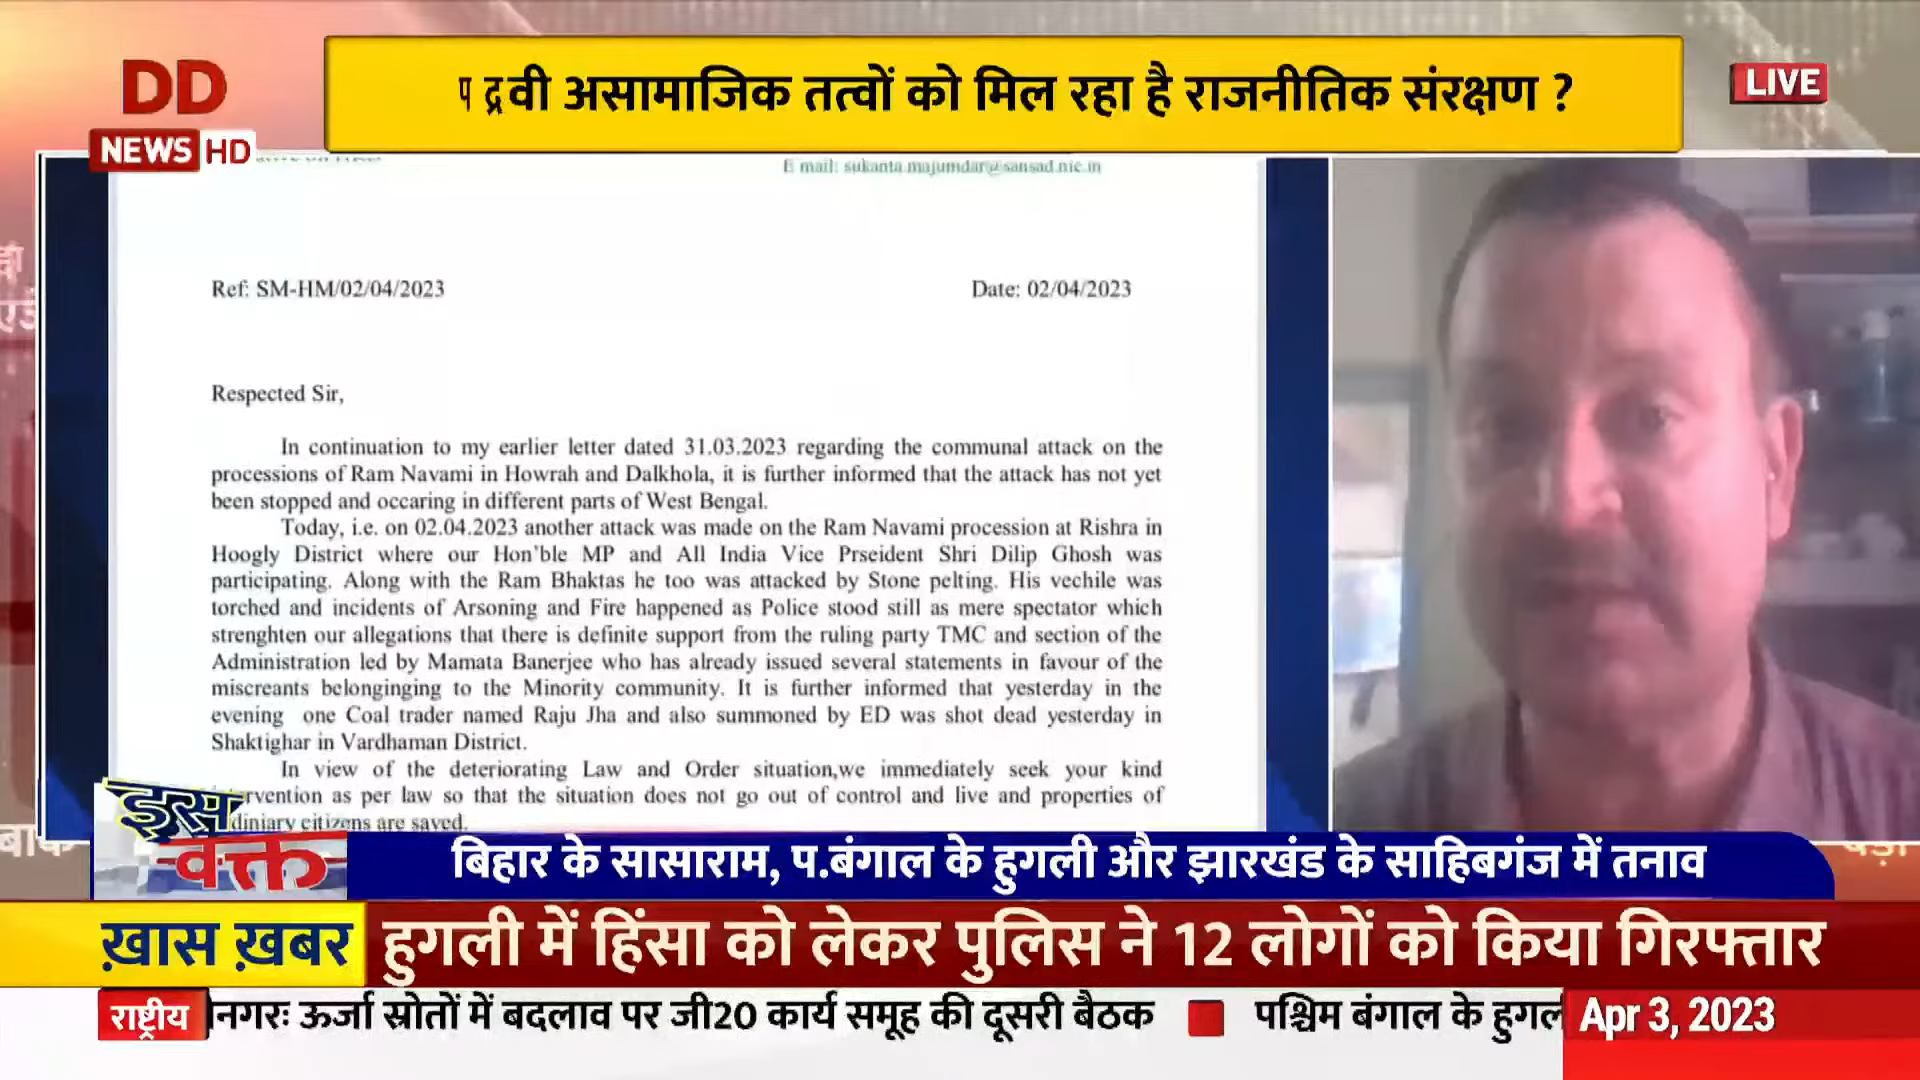 DD
NEWS HD
प द्रवी असामाजिक तत्वों को मिल रहा है राजनीतिक संरक्षण ?
LIVE
E mail: sukanta.majumdar@sansad.nic.in
Ref: SM-HM/02/04/2023
Date: 02/04/2023
Respected Sir,
In continuation to my earlier letter dated 31.03.2023 regarding the communal attack on the
processions of Ram Navami in Howrah and Dalkhola, it is further informed that the attack has not yet
been stopped and occaring in different parts of West Bengal.
Today, i.e. on 02.04.2023 another attack was made on the Ram Navami procession at Rishra in
Hoogly District where our Hon'ble MP and All India Vice Prseident Shri Dilip Ghosh was
participating. Along with the Ram Bhaktas he too was attacked by Stone pelting. His vechile was
torched and incidents of Arsoning and Fire happened as Police stood still as mere spectator which
strenghten our allegations that there is definite support from the ruling party TMC and section of the
Administration led by Mamata Banerjee who has already issued several statements in favour of the
miscreants belonginging to the Minority community. It is further informed that yesterday in the
evening one Coal trader named Raju Jha and also summoned by ED was shot dead yesterday in
Shaktighar in Vardhaman District.
In view of the deteriorating Law and Order situation,we immediately seek your kind
rvention as per law so that the situation does not go out of control and live and properties of
diniary citizens are saved.
इस
वक्त
बिहार के सासाराम, प.बंगाल के हुगली और झारखंड के साहिबगंज में तनाव
ख़ास ख़बर
हुगली में हिंसा को लेकर पुलिस ने 12 लोगों को किया गिरफ्तार
राष्ट्रीय
नगरः ऊर्जा स्रोतों में बदलाव पर जी20 कार्य समूह की दूसरी बैठक
पश्चिम बंगाल के हुगल
Apr 3, 2023